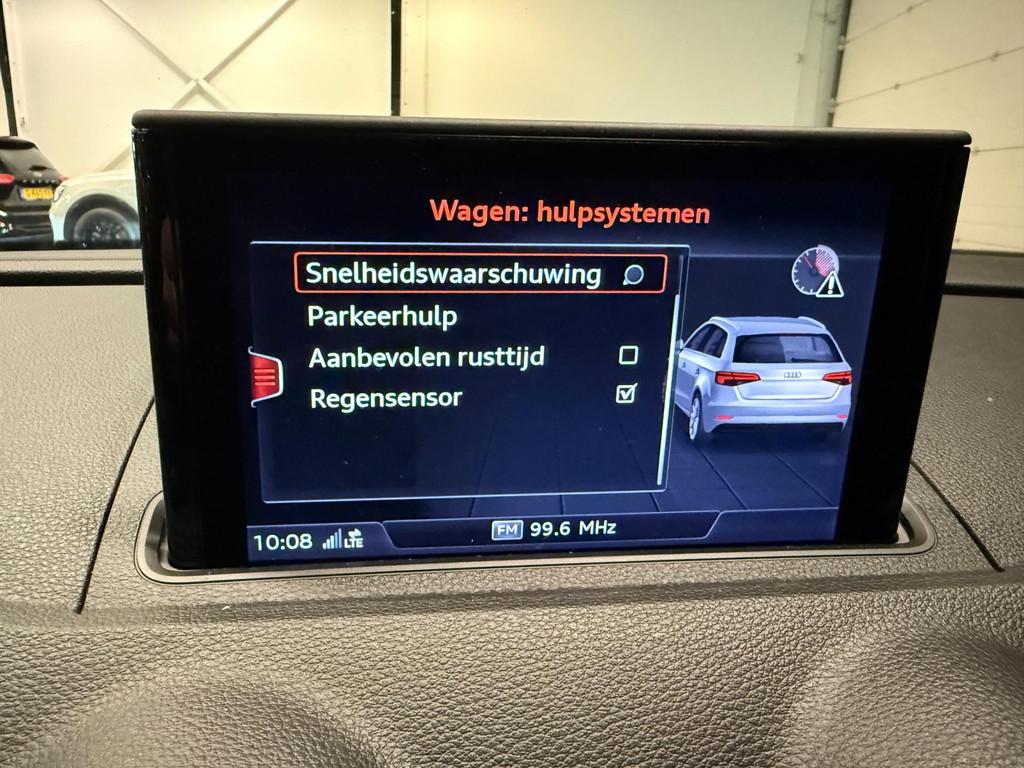 Wagen: hulpsystemen
Snelheidswaarschuwing
Parkeerhulp
Aanbevolen rusttijd
Regensensor
10:08 LTE FM 99.6 MHz